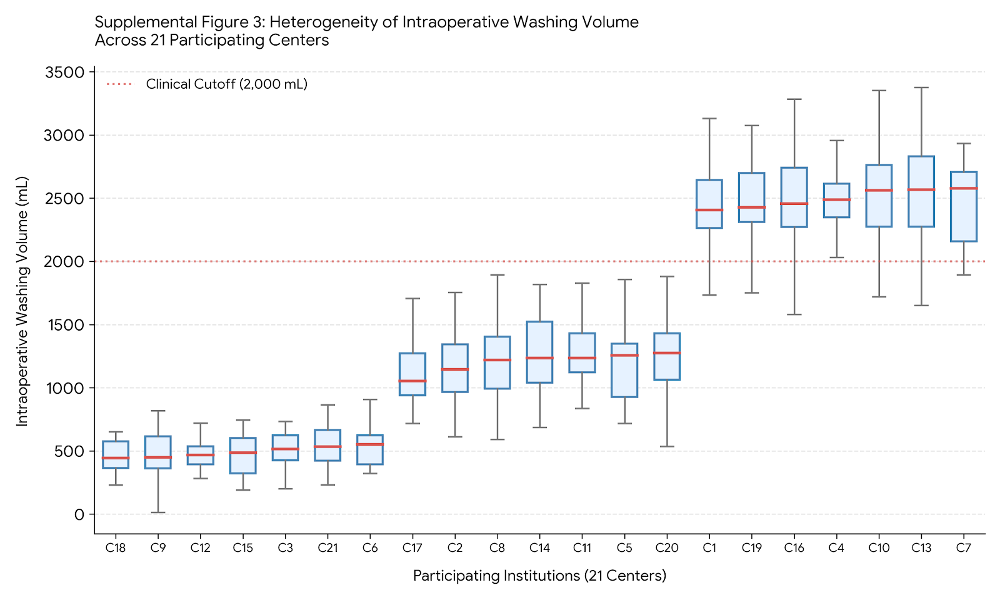 Supplemental Figure 3: Heterogeneity of Intraoperative Washing Volume
Across 21 Participating Centers
Clinical Cutoff (2,000 mL)
Intraoperative Washing Volume (mL)
3500
3000
2500
2000
1500
1000
500
0
C18 C9 C12 C15 C3 C21 C6 C17 C2 C8 C14 C11 C5 C20 C1 C19 C16 C4 C10 C13 C7
Participating Institutions (21 Centers)